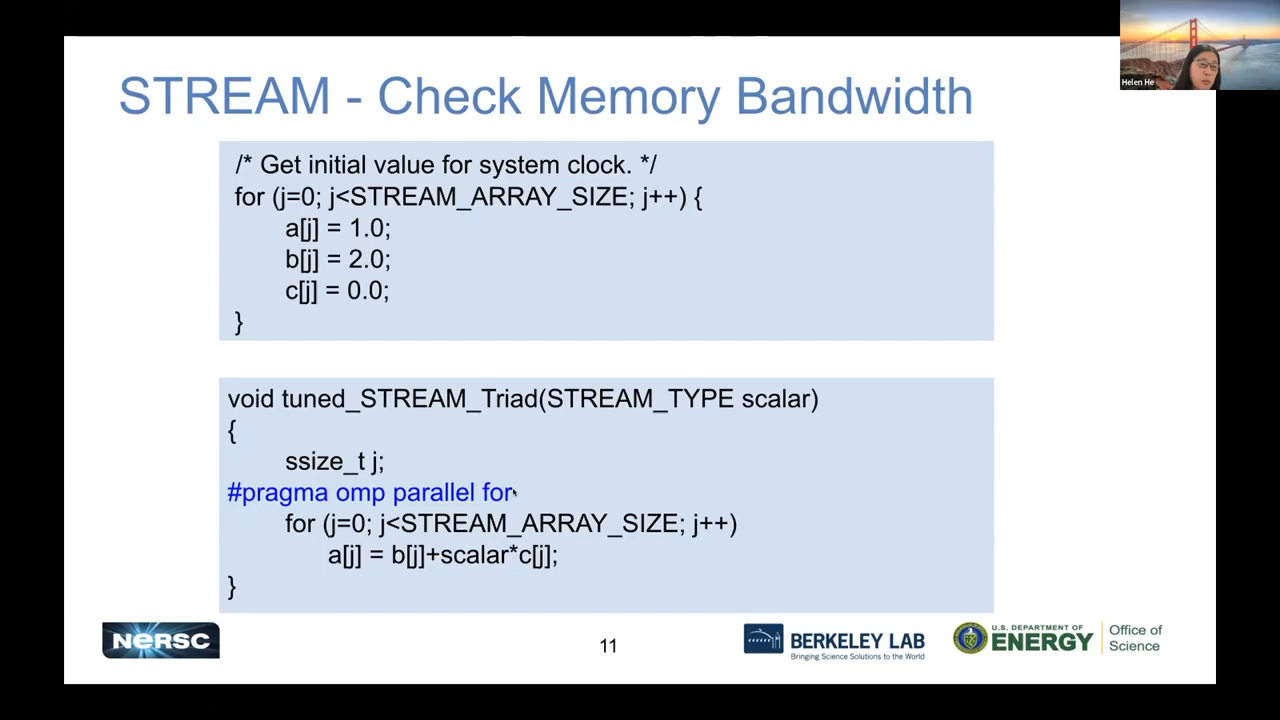 Helen He
STREAM - Check Memory Bandwidth
/* Get initial value for system clock. */
for (j=0; j<STREAM_ARRAY_SIZE; j++) {
a[j] = 1.0;
b[j] = 2.0;
c[j] = 0.0;
}
void tuned_STREAM_Triad(STREAM_TYPE scalar)
{
ssize_t j;
#pragma omp parallel for
for (j=0; j<STREAM_ARRAY_SIZE; j++)
a[j] = b[j]+scalar*c[j];
}
NERSC
11
BERKELEY LAB
Bringing Science Solutions to the World
U.S. DEPARTMENT OF
ENERGY
Office of
Science